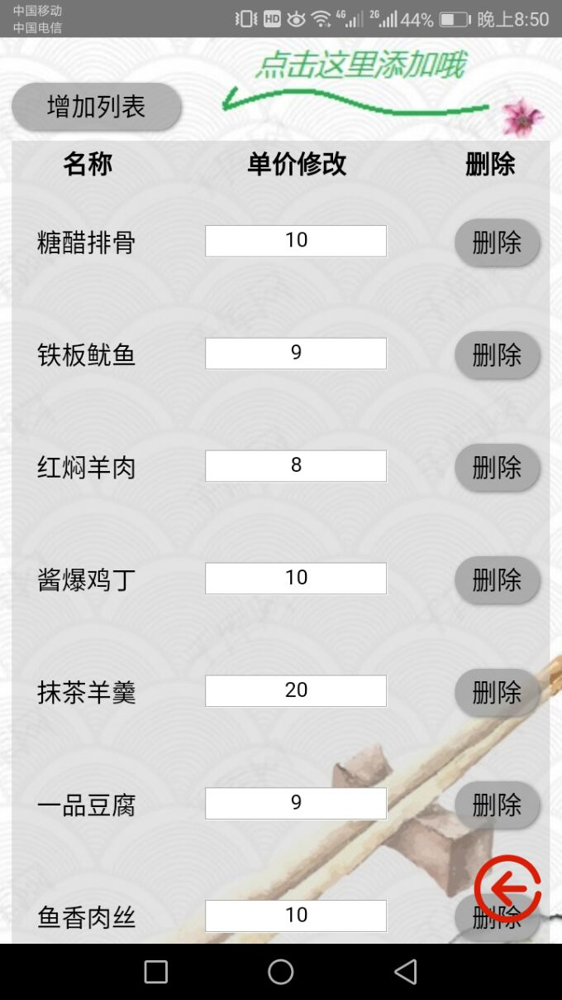 中国移动
中国电信
HD 4G 2G 44% 晚上8:50
点击这里添加哦
增加列表
名称 单价修改 删除
糖醋排骨 10 删除
铁板鱿鱼 9 删除
红焖羊肉 8 删除
酱爆鸡丁 10 删除
抹茶羊羹 20 删除
一品豆腐 9 删除
鱼香肉丝 10 删除